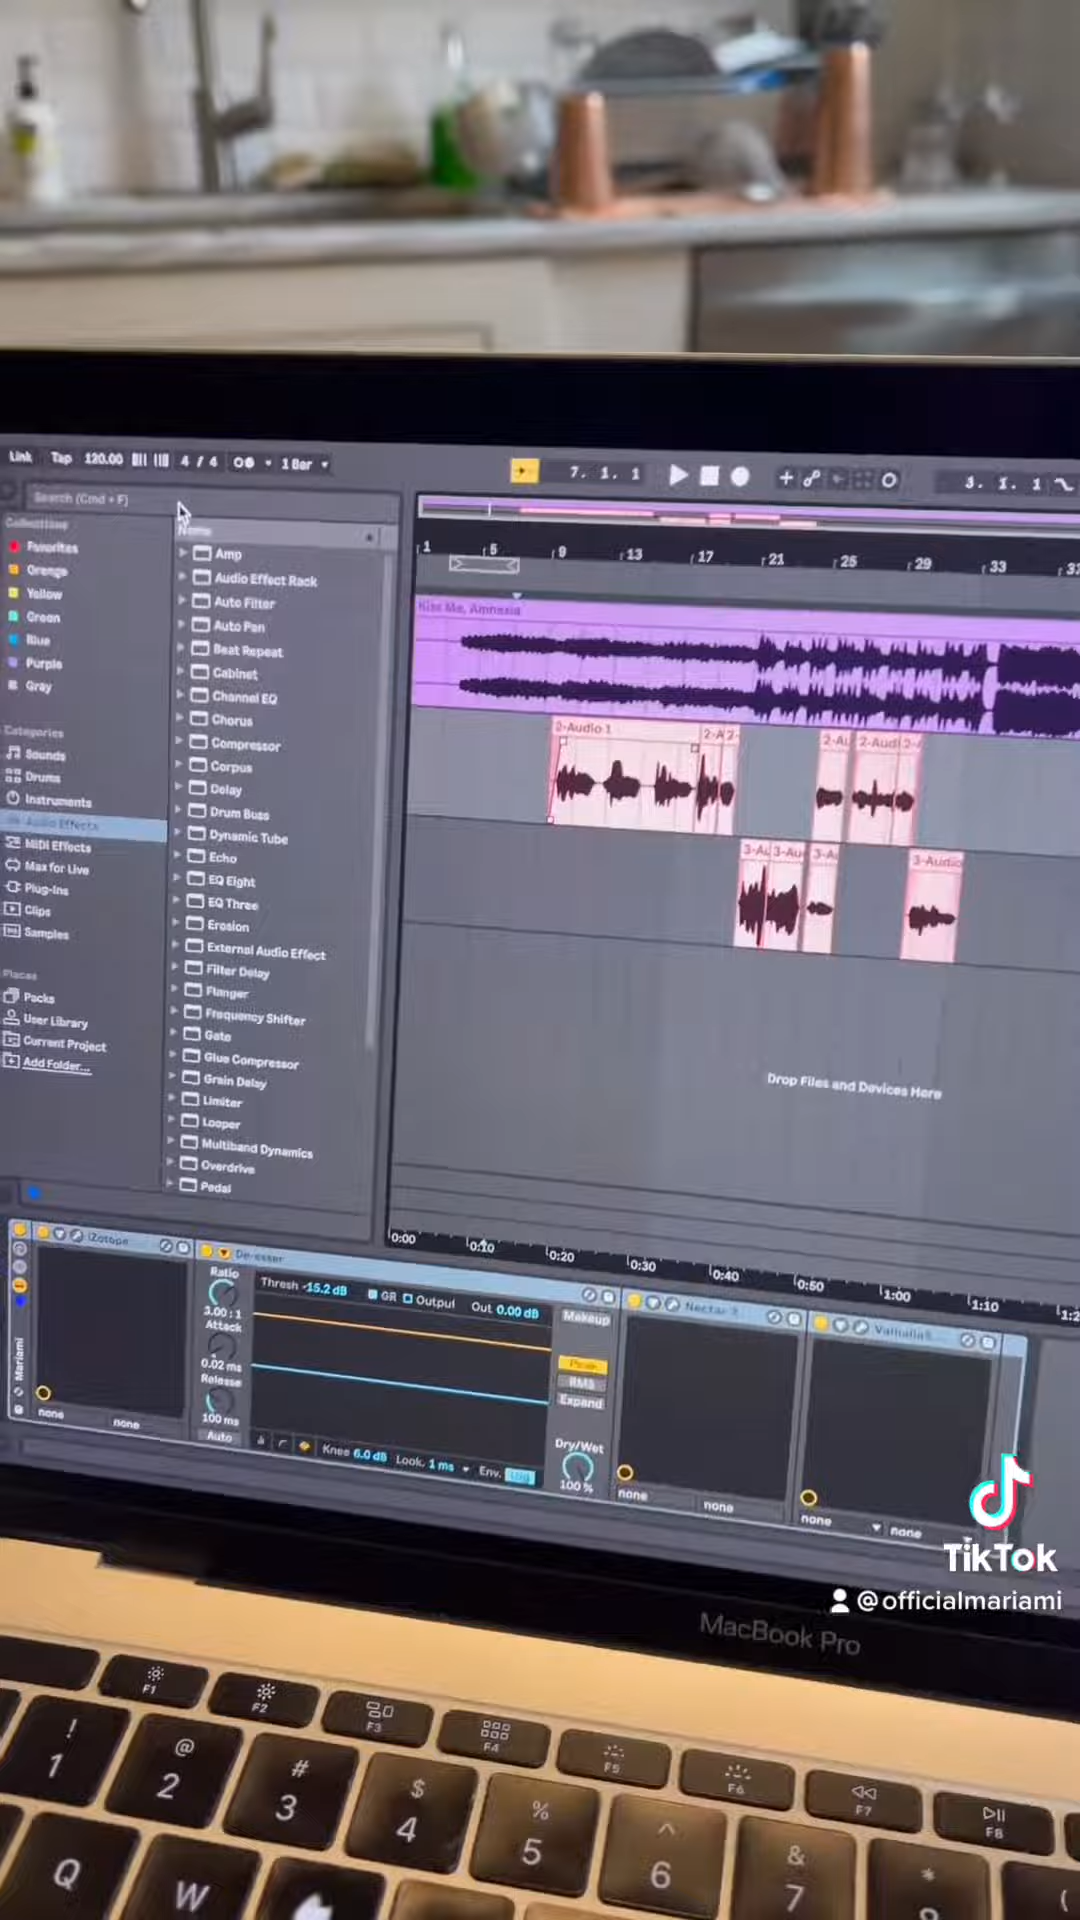 Link Tap 120.00 4 / 4 1 Bar 7. 1. 1 3. 1. 1
Search (Cmd + F)
Collections
Favorites
Orange
Yellow
Green
Blue
Purple
Gray
Categories
Sounds
Drums
Instruments
Audio Effects
MIDI Effects
Max for Live
Plug-Ins
Clips
Samples
Places
Packs
User Library
Current Project
Add Folder...
Name
Amp
Audio Effect Rack
Auto Filter
Auto Pan
Beat Repeat
Cabinet
Channel EQ
Chorus
Compressor
Corpus
Delay
Drum Buss
Dynamic Tube
Echo
EQ Eight
EQ Three
Erosion
External Audio Effect
Filter Delay
Flanger
Frequency Shifter
Gate
Glue Compressor
Grain Delay
Limiter
Looper
Multiband Dynamics
Overdrive
Pedal
1 5 9 13 17 21 25 29 33
Kiss Me, Amnesia
2-Audio 1 2-A 2- 2-Au 2-Audi 2-A
3-Au 3-Au 3-Au 3-Audio
Drop Files and Devices Here
0:00 0:10 0:20 0:30 0:40 0:50 1:00 1:10 1:2
Mariami
iZotope
none none
De-esser
Ratio
3.00 : 1
Attack
0.02 ms
Release
100 ms
Auto
Thresh -15.2 dB GR Output Out 0.00 dB
Knee 6.0 dB Look. 1 ms Env. Log
Makeup
Peak
RMS
Expand
Dry/Wet
100 %
Nectar 3
none none
ValhallaS
none none
TikTok
@officialmariami
MacBook Pro
F1 F2 F3 F4 F5 F6 F7 F8
! @ # $ % ^ & *
1 2 3 4 5 6 7 8
Q W